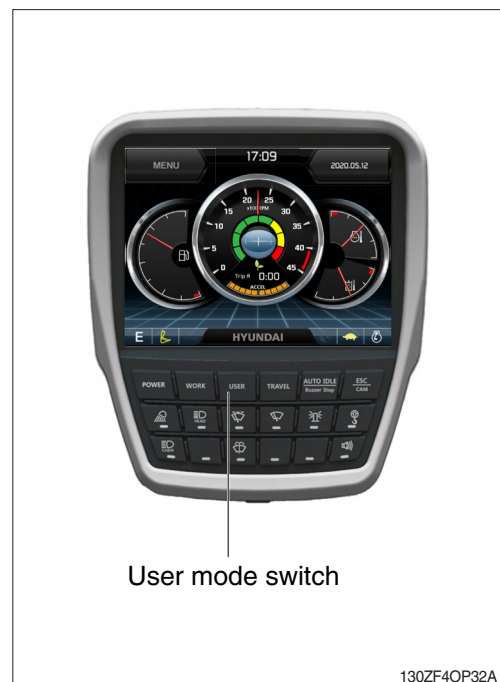 17:09
MENU
2020.05.12
20 25
x100 RPM
15 30
10 35
5 40
0 45
Trip R 0:00
ACCEL
E
HYUNDAI
POWER WORK USER TRAVEL AUTO IDLE ESC
Buzzer Stop CAM
HEAD
CABIN
User mode switch
130ZF4OP32A